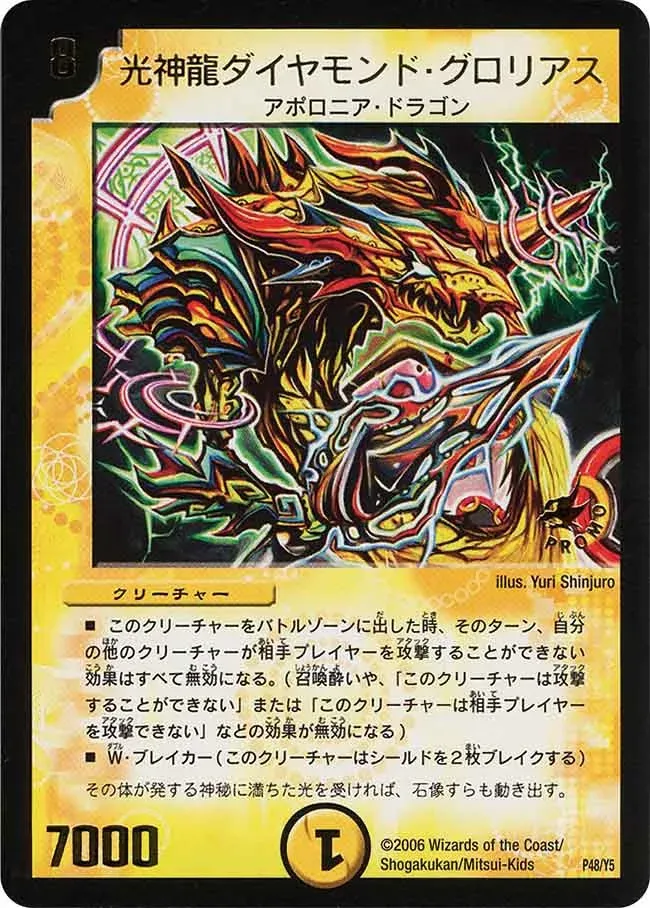 8
光神龍ダイヤモンド・グロリアス
アポロニア・ドラゴン
PROMO
illus. Yuri Shinjuro
クリーチャー
■ このクリーチャーをバトルゾーンに出した時、そのターン、自分
の他のクリーチャーが相手プレイヤーを攻撃することができない
効果はすべて無効になる。(召喚酔いや、「このクリーチャーは攻撃
することができない」または「このクリーチャーは相手プレイヤー
を攻撃できない」などの効果が無効になる)
■ W・ブレイカー(このクリーチャーはシールドを2枚ブレイクする)
その体が発する神秘に満ちた光を受ければ、石像すらも動き出す。
7000
1
©2006 Wizards of the Coast/
Shogakukan/Mitsui-Kids
P48/Y5